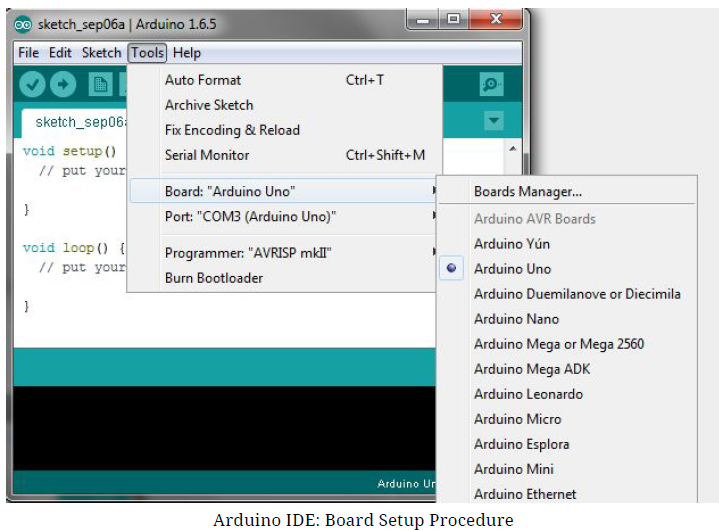 sketch_sep06a | Arduino 1.6.5
File Edit Sketch Tools Help
Auto Format Ctrl+T
Archive Sketch
Fix Encoding & Reload
Serial Monitor Ctrl+Shift+M
Board: "Arduino Uno"
Port: "COM3 (Arduino Uno)"
Programmer: "AVRISP mkII"
Burn Bootloader
sketch_sep06a
void setup()
// put your
}
void loop() {
// put your
}
Boards Manager...
Arduino AVR Boards
Arduino Yún
Arduino Uno
Arduino Duemilanove or Diecimila
Arduino Nano
Arduino Mega or Mega 2560
Arduino Mega ADK
Arduino Leonardo
Arduino Micro
Arduino Esplora
Arduino Mini
Arduino Ethernet
Arduino Un
Arduino IDE: Board Setup Procedure